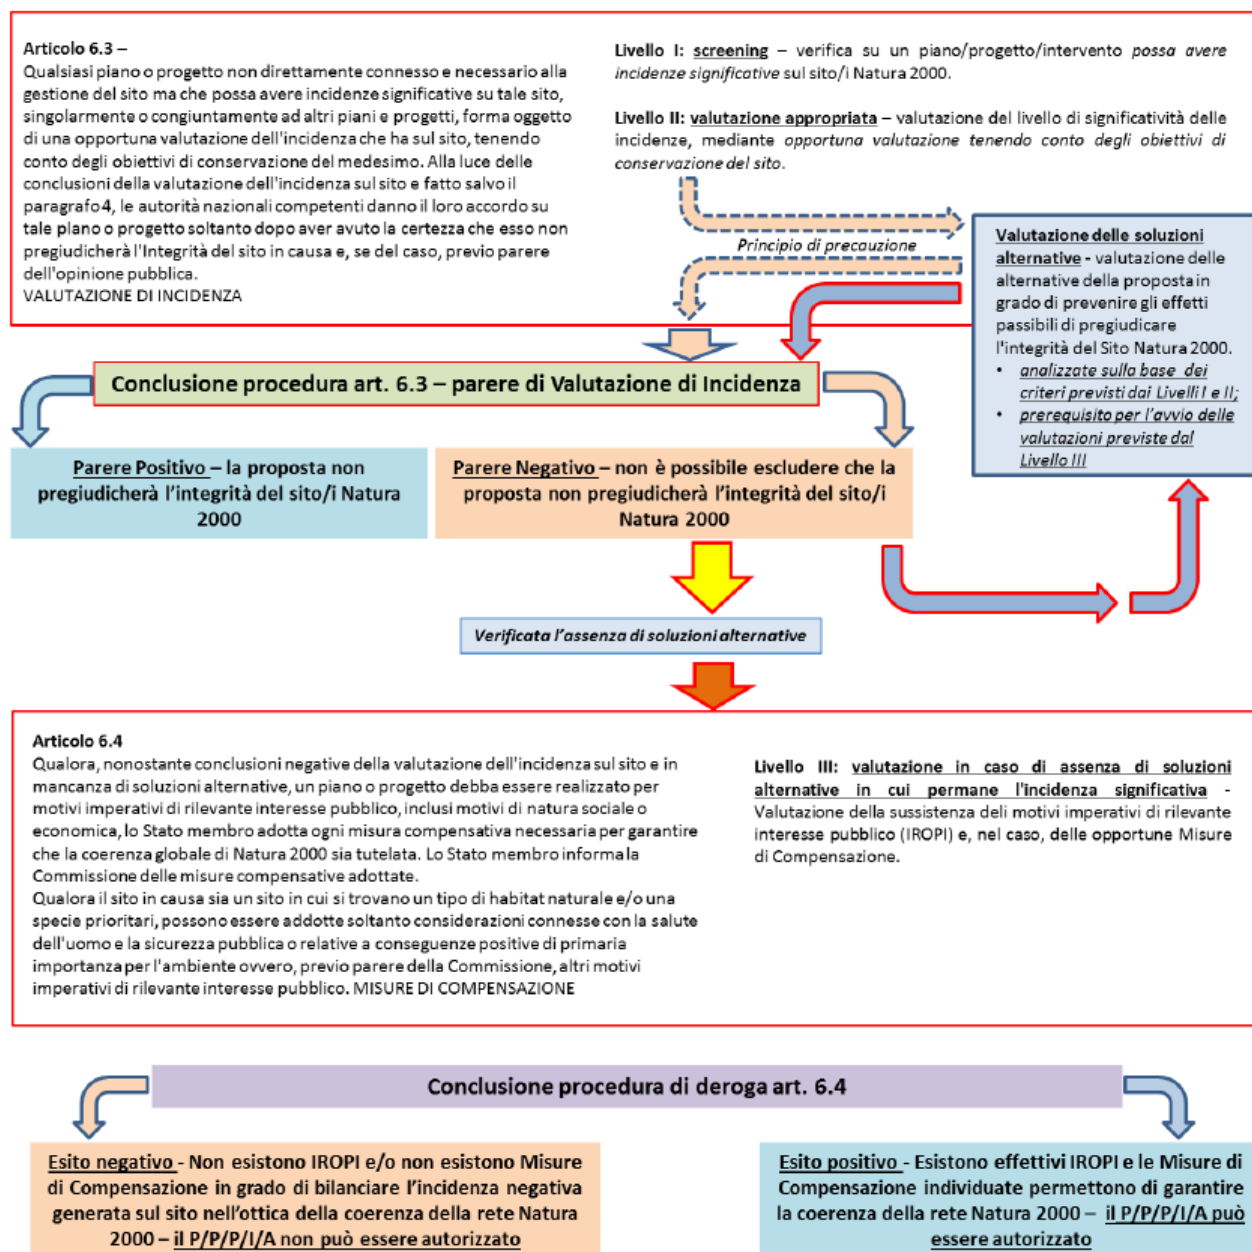 Articolo 6.3 –
Qualsiasi piano o progetto non direttamente connesso e necessario alla
gestione del sito ma che possa avere incidenze significative su tale sito,
singolarmente o congiuntamente ad altri piani e progetti, forma oggetto
di una opportuna valutazione dell'incidenza che ha sul sito, tenendo
conto degli obiettivi di conservazione del medesimo. Alla luce delle
conclusioni della valutazione dell'incidenza sul sito e fatto salvo il
paragrafo 4, le autorità nazionali competenti danno il loro accordo su
tale piano o progetto soltanto dopo aver avuto la certezza che esso non
pregiudicherà l'Integrità del sito in causa e, se del caso, previo parere
dell'opinione pubblica.
VALUTAZIONE DI INCIDENZA
Livello I: screening – verifica su un piano/progetto/intervento possa avere
incidenze significative sul sito/i Natura 2000.
Livello II: valutazione appropriata – valutazione del livello di significatività delle
incidenze, mediante opportuna valutazione tenendo conto degli obiettivi di
conservazione del sito.
Principio di precauzione
Valutazione delle soluzioni
alternative - valutazione delle
alternative della proposta in
grado di prevenire gli effetti
passibili di pregiudicare
l'integrità del Sito Natura 2000.
• analizzate sulla base dei
criteri previsti dai Livelli I e II;
• prerequisito per l'avvio delle
valutazioni previste dal
Livello III
Conclusione procedura art. 6.3 – parere di Valutazione di Incidenza
Parere Positivo – la proposta non
pregiudicherà l'integrità del sito/i Natura
2000
Parere Negativo – non è possibile escludere che la
proposta non pregiudicherà l'integrità del sito/i
Natura 2000
Verificata l'assenza di soluzioni alternative
Articolo 6.4
Qualora, nonostante conclusioni negative della valutazione dell'incidenza sul sito e in
mancanza di soluzioni alternative, un piano o progetto debba essere realizzato per
motivi imperativi di rilevante interesse pubblico, inclusi motivi di natura sociale o
economica, lo Stato membro adotta ogni misura compensativa necessaria per garantire
che la coerenza globale di Natura 2000 sia tutelata. Lo Stato membro informa la
Commissione delle misure compensative adottate.
Qualora il sito in causa sia un sito in cui si trovano un tipo di habitat naturale e/o una
specie prioritari, possono essere addotte soltanto considerazioni connesse con la salute
dell'uomo e la sicurezza pubblica o relative a conseguenze positive di primaria
importanza per l'ambiente ovvero, previo parere della Commissione, altri motivi
imperativi di rilevante interesse pubblico. MISURE DI COMPENSAZIONE
Livello III: valutazione in caso di assenza di soluzioni
alternative in cui permane l'incidenza significativa -
Valutazione della sussistenza deli motivi imperativi di rilevante
interesse pubblico (IROPI) e, nel caso, delle opportune Misure
di Compensazione.
Conclusione procedura di deroga art. 6.4
Esito negativo - Non esistono IROPI e/o non esistono Misure
di Compensazione in grado di bilanciare l'incidenza negativa
generata sul sito nell'ottica della coerenza della rete Natura
2000 – il P/P/P/I/A non può essere autorizzato
Esito positivo - Esistono effettivi IROPI e le Misure di
Compensazione individuate permettono di garantire
la coerenza della rete Natura 2000 – il P/P/P/I/A può
essere autorizzato